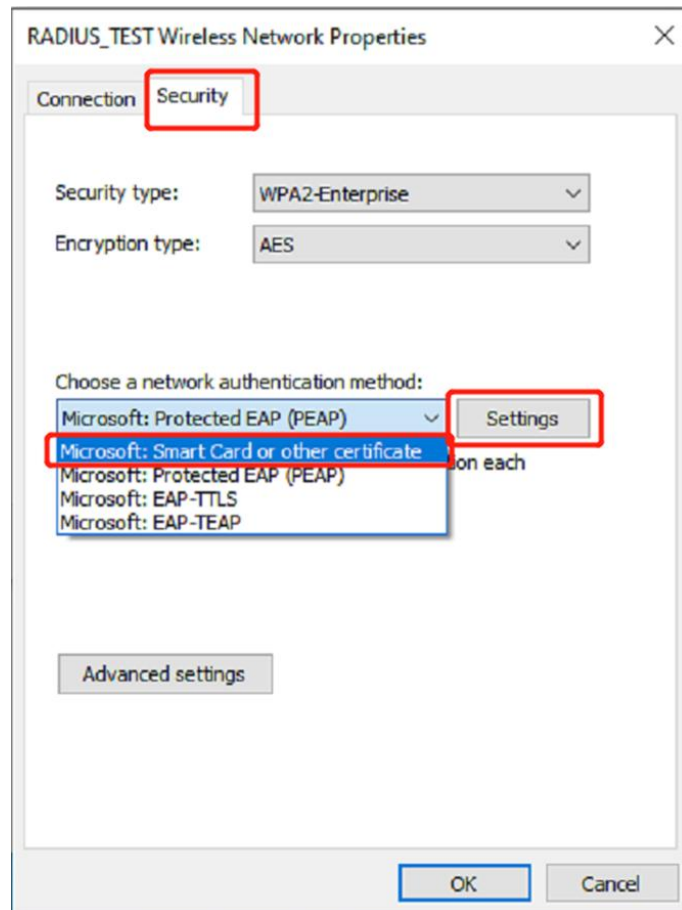 RADIUS_TEST Wireless Network Properties
Connection Security
Security type: WPA2-Enterprise
Encryption type: AES
Choose a network authentication method:
Microsoft: Protected EAP (PEAP) Settings
Microsoft: Smart Card or other certificate
on each
Microsoft: Protected EAP (PEAP)
Microsoft: EAP-TTLS
Microsoft: EAP-TEAP
Advanced settings
OK Cancel